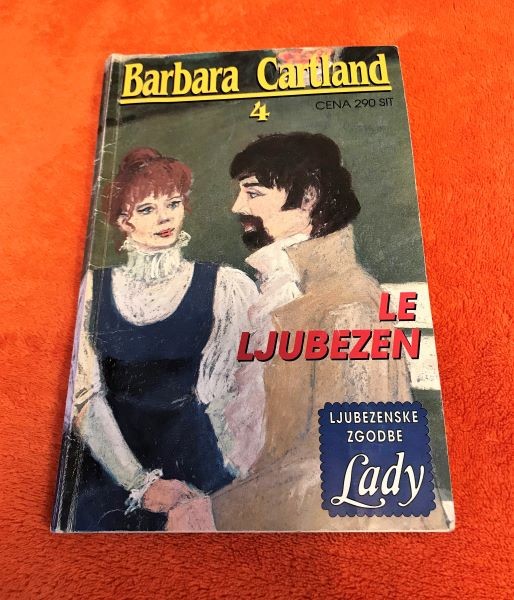 Barbara Cartland
4
CENA 290 SIT
LE
LJUBEZEN
LJUBEZENSKE
ZGODBE
Lady